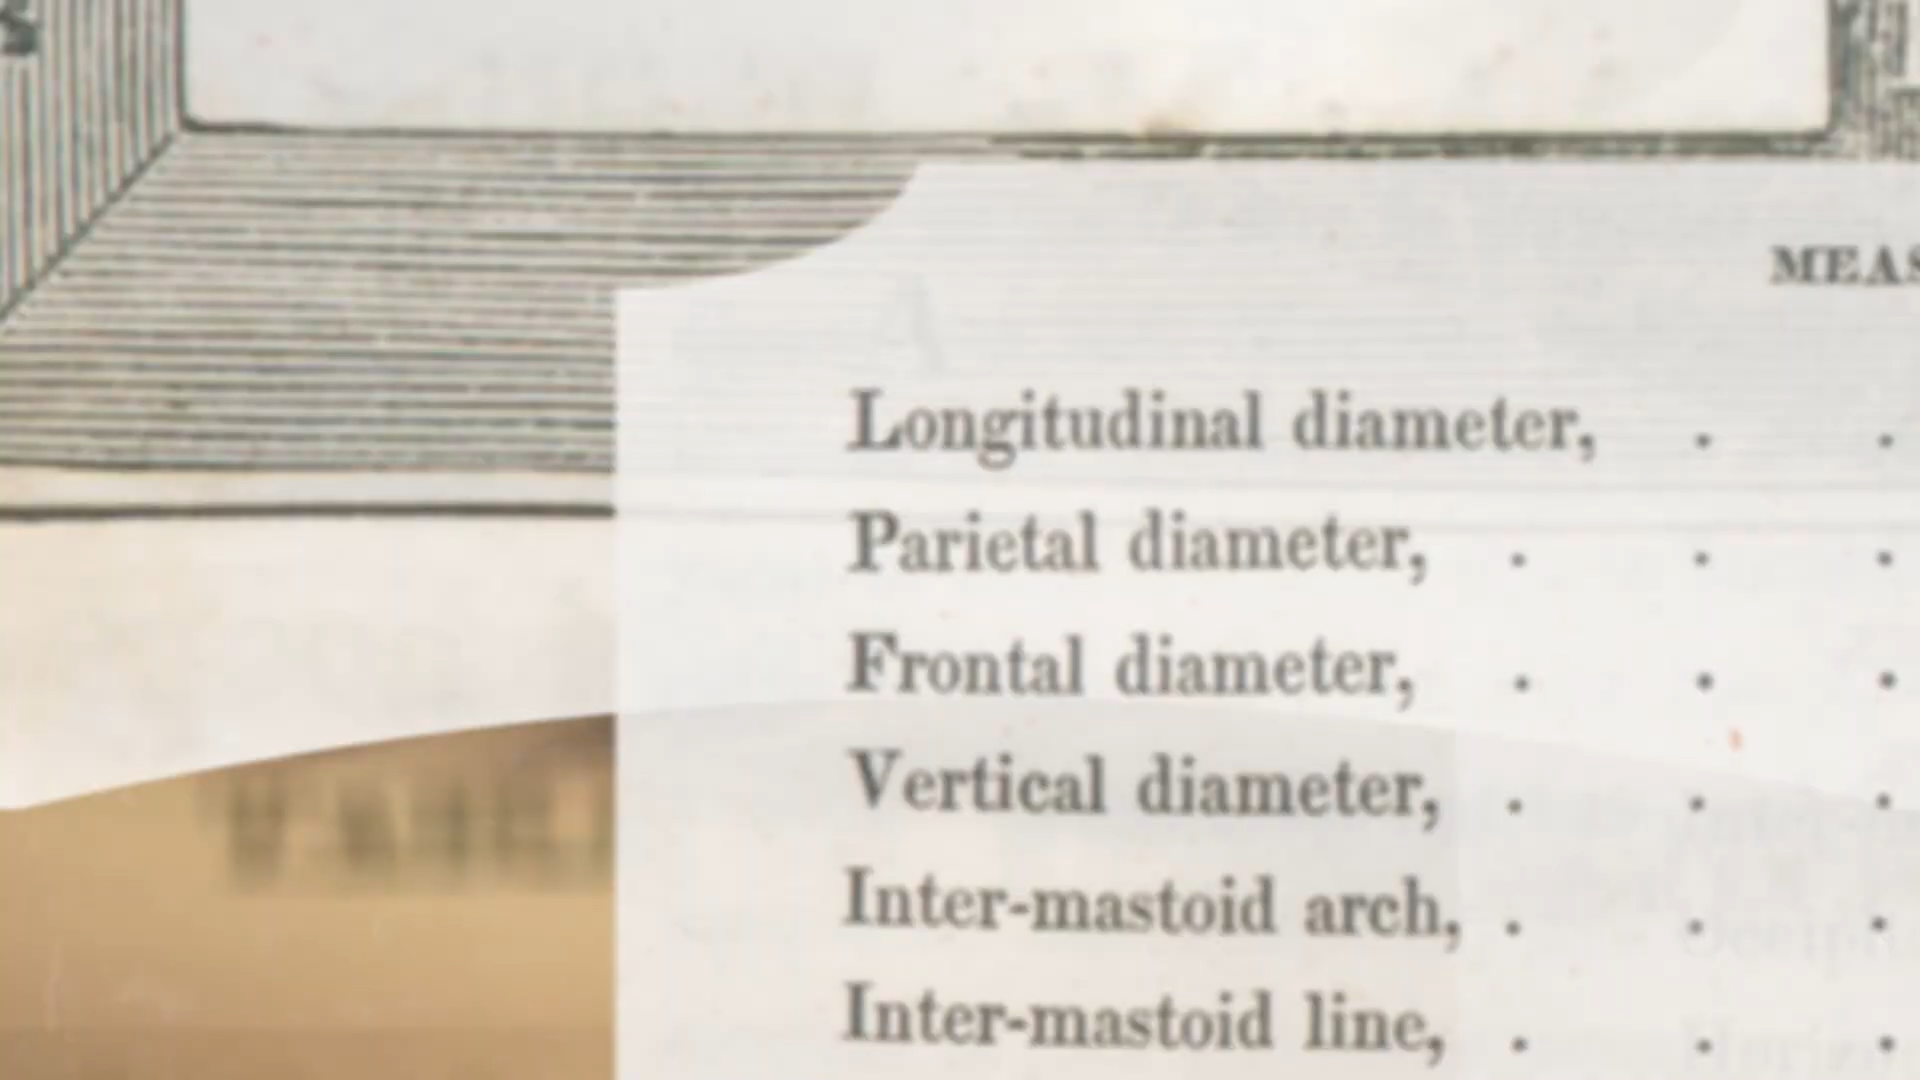 MEAS
Longitudinal diameter, . .
Parietal diameter, . . .
Frontal diameter, . . .
Vertical diameter, . . .
Inter-mastoid arch, . . .
Inter-mastoid line, . . .